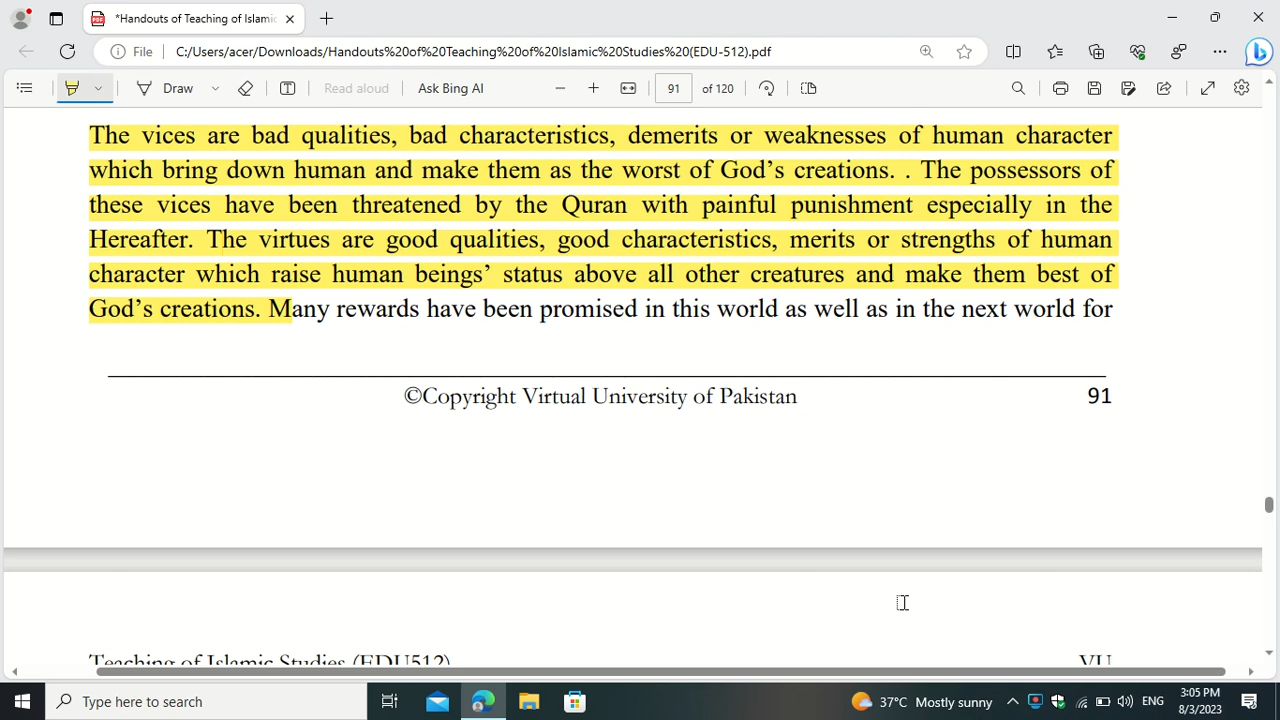 *Handouts of Teaching of Islamic
File
C:/Users/acer/Downloads/Handouts%20of%20Teaching%20of%20Islamic%20Studies%20(EDU-512).pdf
Draw
Read aloud
Ask Bing AI
91 of 120
The vices are bad qualities, bad characteristics, demerits or weaknesses of human character
which bring down human and make them as the worst of God’s creations. . The possessors of
these vices have been threatened by the Quran with painful punishment especially in the
Hereafter. The virtues are good qualities, good characteristics, merits or strengths of human
character which raise human beings’ status above all other creatures and make them best of
God’s creations. Many rewards have been promised in this world as well as in the next world for
©Copyright Virtual University of Pakistan 91
Teaching of Islamic Studies (EDU512) VU
Type here to search
37°C Mostly sunny
ENG
3:05 PM
8/3/2023